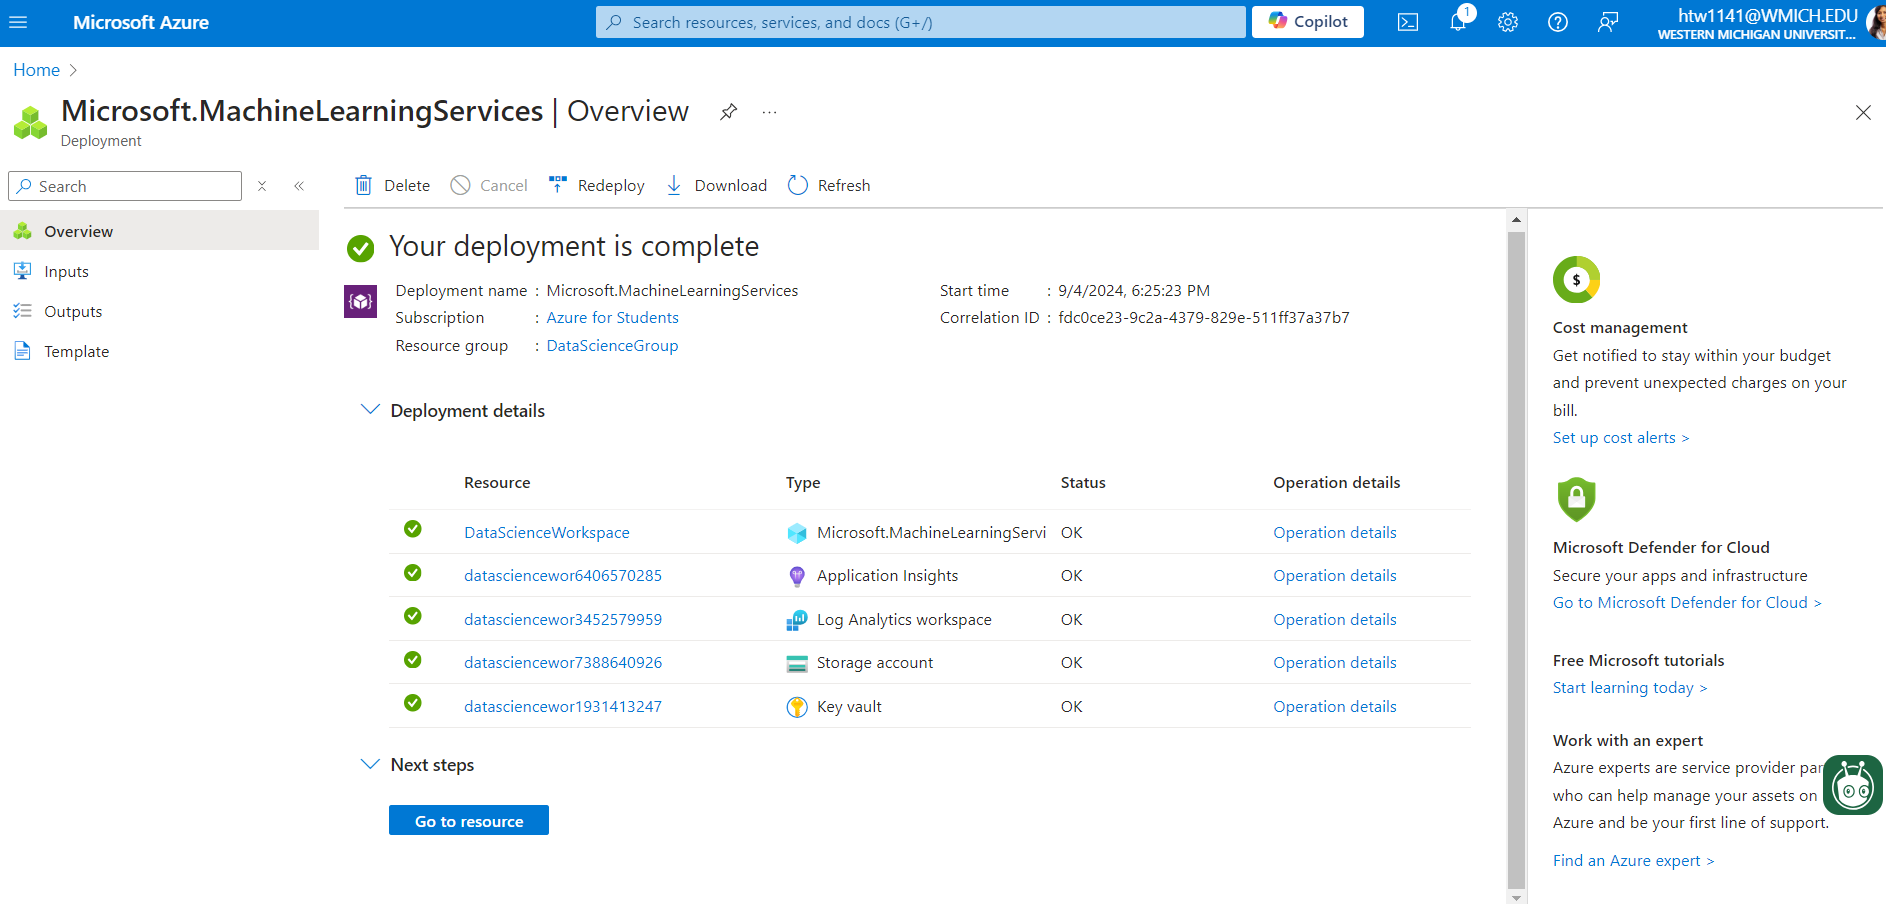 Microsoft Azure
Search resources, services, and docs (G+/)
Copilot
1
htw1141@WMICH.EDU
WESTERN MICHIGAN UNIVERSIT...
Home
Microsoft.MachineLearningServices | Overview
Deployment
Search
Delete
Cancel
Redeploy
Download
Refresh
Overview
Inputs
Outputs
Template
Your deployment is complete
Deployment name : Microsoft.MachineLearningServices
Subscription : Azure for Students
Resource group : DataScienceGroup
Start time : 9/4/2024, 6:25:23 PM
Correlation ID : fdc0ce23-9c2a-4379-829e-511ff37a37b7
Deployment details
Resource Type Status Operation details
DataScienceWorkspace Microsoft.MachineLearningServi OK Operation details
datasciencewor6406570285 Application Insights OK Operation details
datasciencewor3452579959 Log Analytics workspace OK Operation details
datasciencewor7388640926 Storage account OK Operation details
datasciencewor1931413247 Key vault OK Operation details
Next steps
Go to resource
$
Cost management
Get notified to stay within your budget
and prevent unexpected charges on your
bill.
Set up cost alerts >
Microsoft Defender for Cloud
Secure your apps and infrastructure
Go to Microsoft Defender for Cloud >
Free Microsoft tutorials
Start learning today >
Work with an expert
Azure experts are service provider par
who can help manage your assets on
Azure and be your first line of support.
Find an Azure expert >